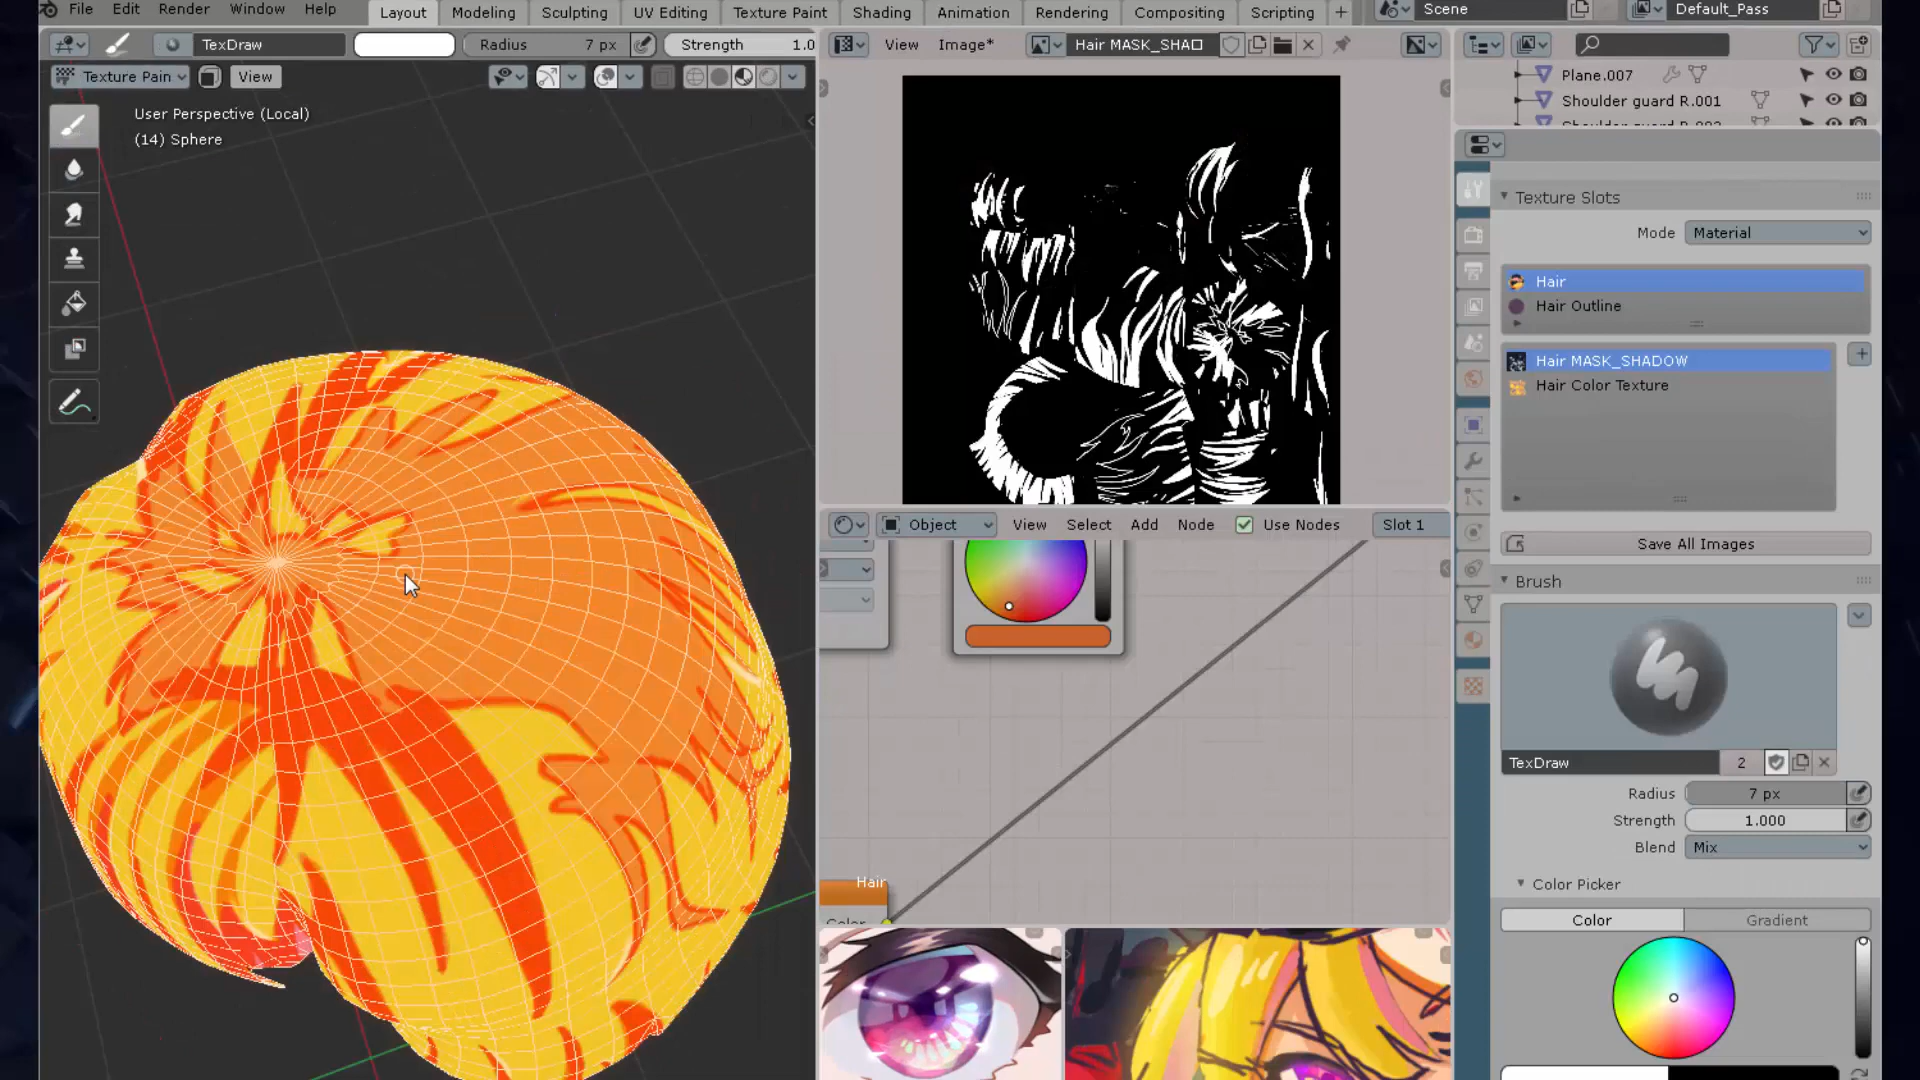 File Edit Render Window Help
Layout Modeling Sculpting UV Editing Texture Paint Shading Animation Rendering Compositing Scripting +
Scene
Default_Pass
TexDraw
Radius 7 px
Strength 1.0
View Image*
Hair MASK_SHA
Texture Pain
View
User Perspective (Local)
(14) Sphere
Plane.007
Shoulder guard R.001
Texture Slots
Mode Material
Hair
Hair Outline
Hair MASK_SHADOW
Hair Color Texture
Save All Images
Object View Select Add Node Use Nodes Slot 1
Hair
Color
Brush
TexDraw 2
Radius 7 px
Strength 1.000
Blend Mix
Color Picker
Color Gradient